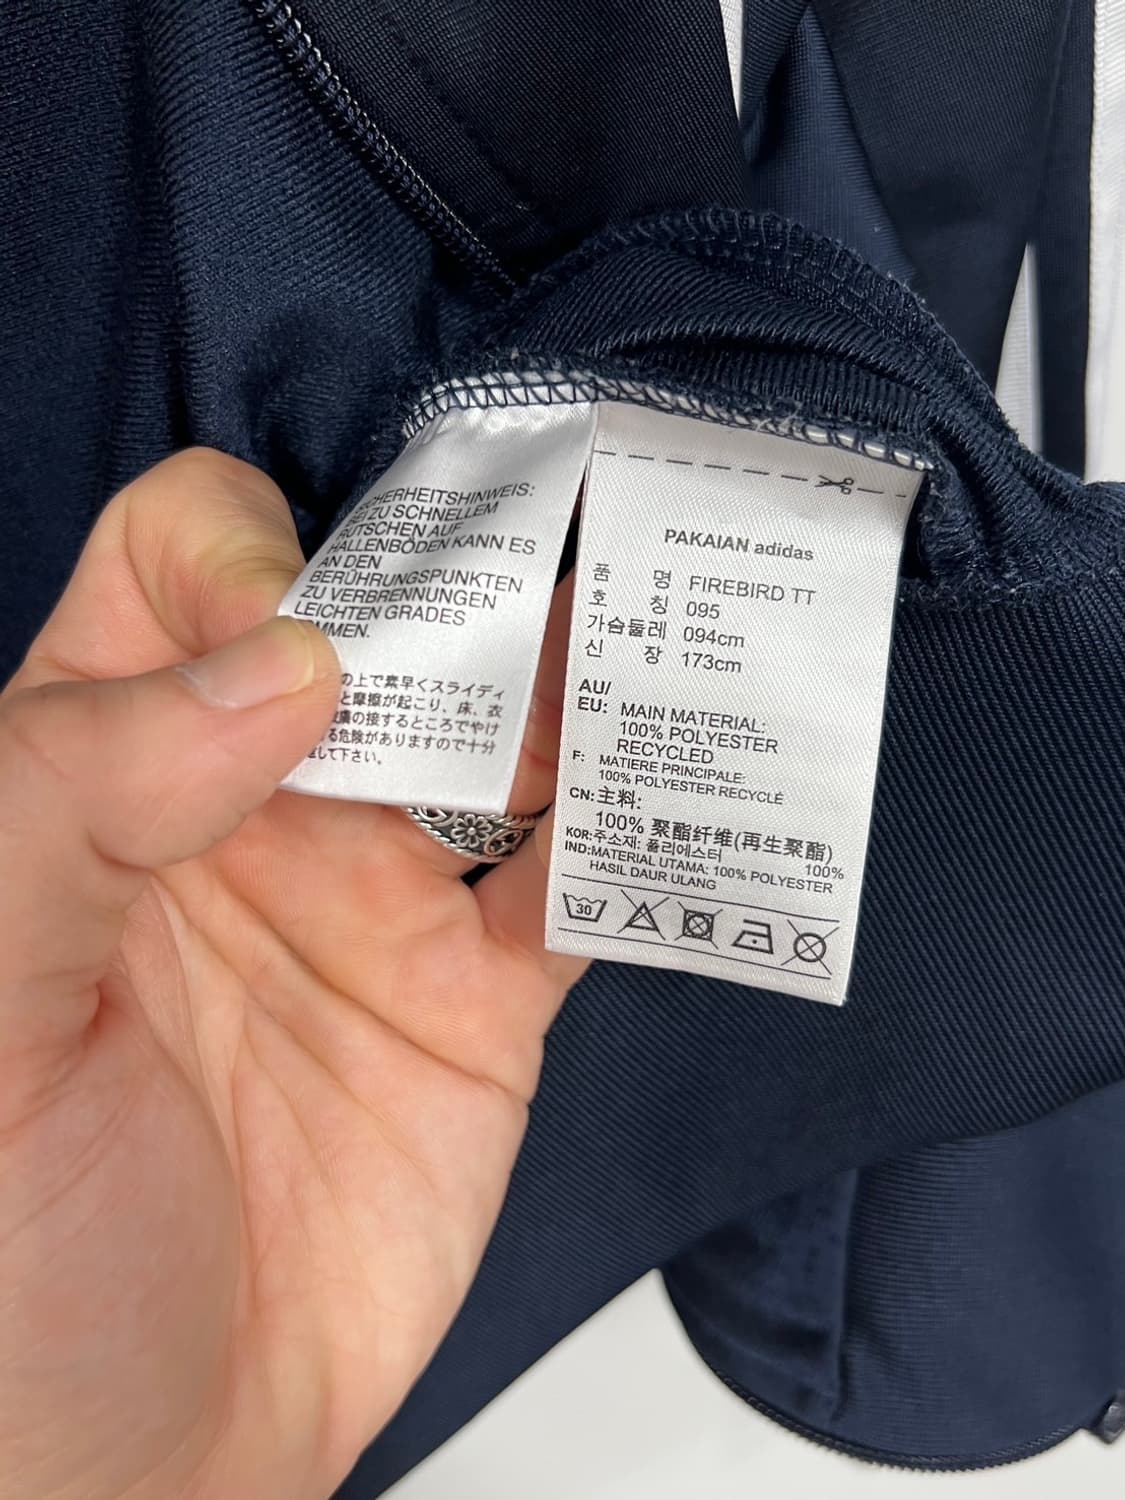 SICHERHEITSHINWEIS:
BEI ZU SCHNELLEM
RUTSCHEN AUF
HALLENBÖDEN KANN ES
AN DEN
BERÜHRUNGSPUNKTEN
ZU VERBRENNUNGEN
LEICHTEN GRADES
OMMEN.
の上で素早くスライディ
と摩擦が起こり、床、衣
膚の接するところでやけ
る危険がありますので十分
して下さい。
PAKAIAN adidas
품 명 FIREBIRD TT
호 칭 095
가슴둘레 094cm
신 장 173cm
AU/
EU: MAIN MATERIAL:
100% POLYESTER
RECYCLED
F: MATIERE PRINCIPALE:
100% POLYESTER RECYCLÉ
CN: 主料:
100% 聚酯纤维(再生聚酯)
KOR:주소재: 폴리에스터 100%
IND:MATERIAL UTAMA: 100% POLYESTER
HASIL DAUR ULANG
30